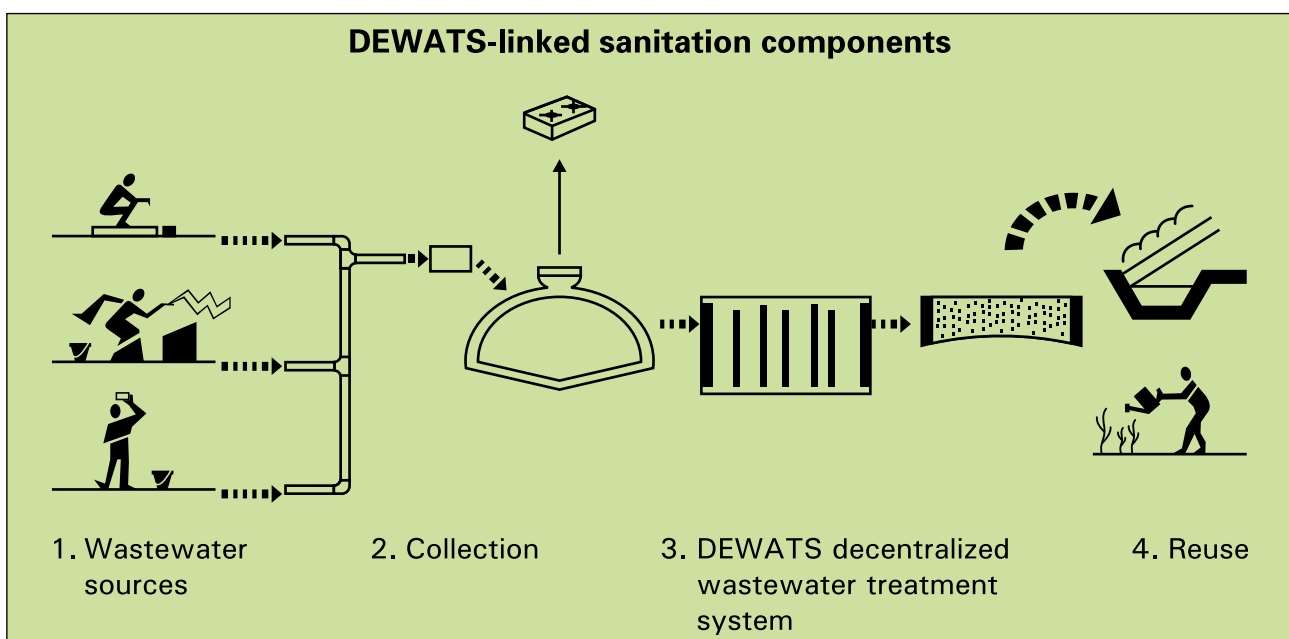 DEWATS-linked sanitation components
1. Wastewater
sources
2. Collection
3. DEWATS decentralized
wastewater treatment
system
4. Reuse